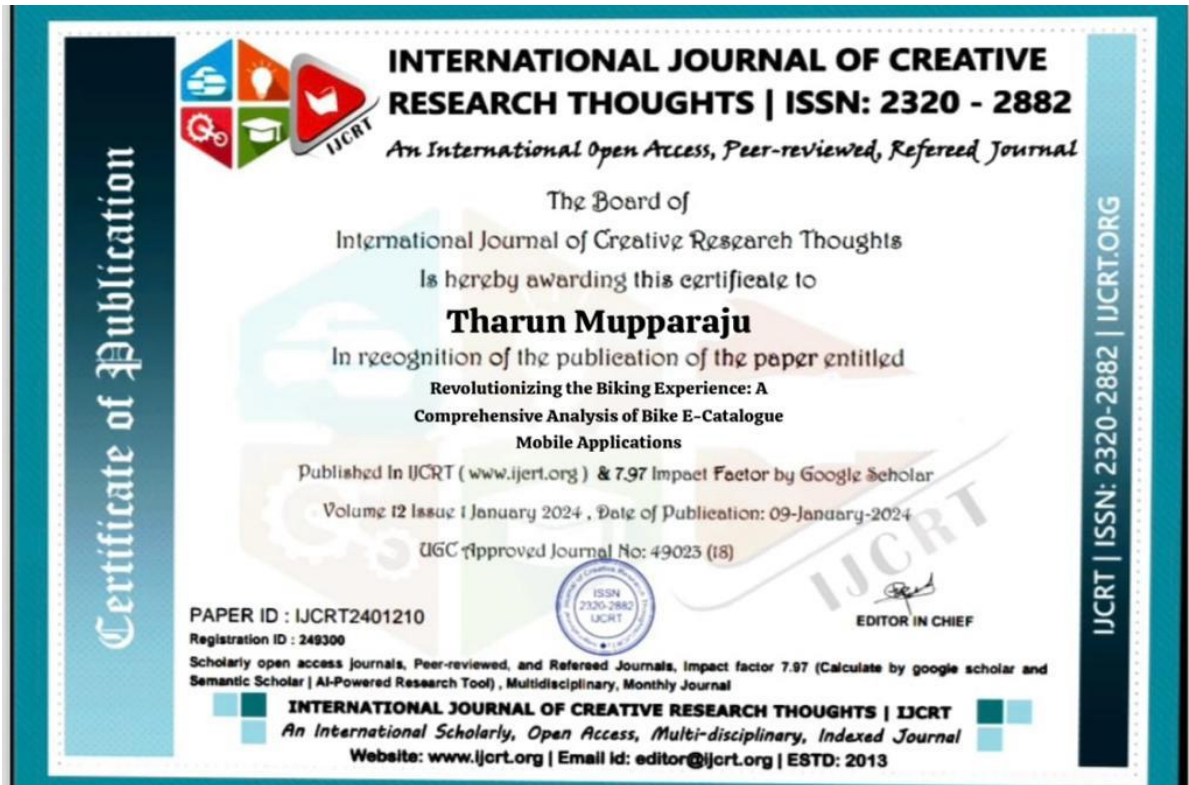 Certificate of Publication
IJCRT
INTERNATIONAL JOURNAL OF CREATIVE
RESEARCH THOUGHTS | ISSN: 2320 - 2882
An International Open Access, Peer-reviewed, Refereed Journal
The Board of
International Journal of Creative Research Thoughts
Is hereby awarding this certificate to
Tharun Mupparaju
In recognition of the publication of the paper entitled
Revolutionizing the Biking Experience: A
Comprehensive Analysis of Bike E-Catalogue
Mobile Applications
Published In IJCRT ( www.ijcrt.org ) & 7.97 Impact Factor by Google Scholar
Volume 12 Issue 1 January 2024 , Date of Publication: 09-January-2024
UGC Approved Journal No: 49023 (18)
IJCRT
ISSN
2320-2882
IJCRT
PAPER ID : IJCRT2401210
Registration ID : 249300
EDITOR IN CHIEF
Scholarly open access journals, Peer-reviewed, and Refereed Journals, Impact factor 7.97 (Calculate by google scholar and
Semantic Scholar | AI-Powered Research Tool) , Multidisciplinary, Monthly Journal
INTERNATIONAL JOURNAL OF CREATIVE RESEARCH THOUGHTS | IJCRT
An International Scholarly, Open Access, Multi-disciplinary, Indexed Journal
Website: www.ijcrt.org | Email id: editor@ijcrt.org | ESTD: 2013
IJCRT | ISSN: 2320-2882 | IJCRT.ORG